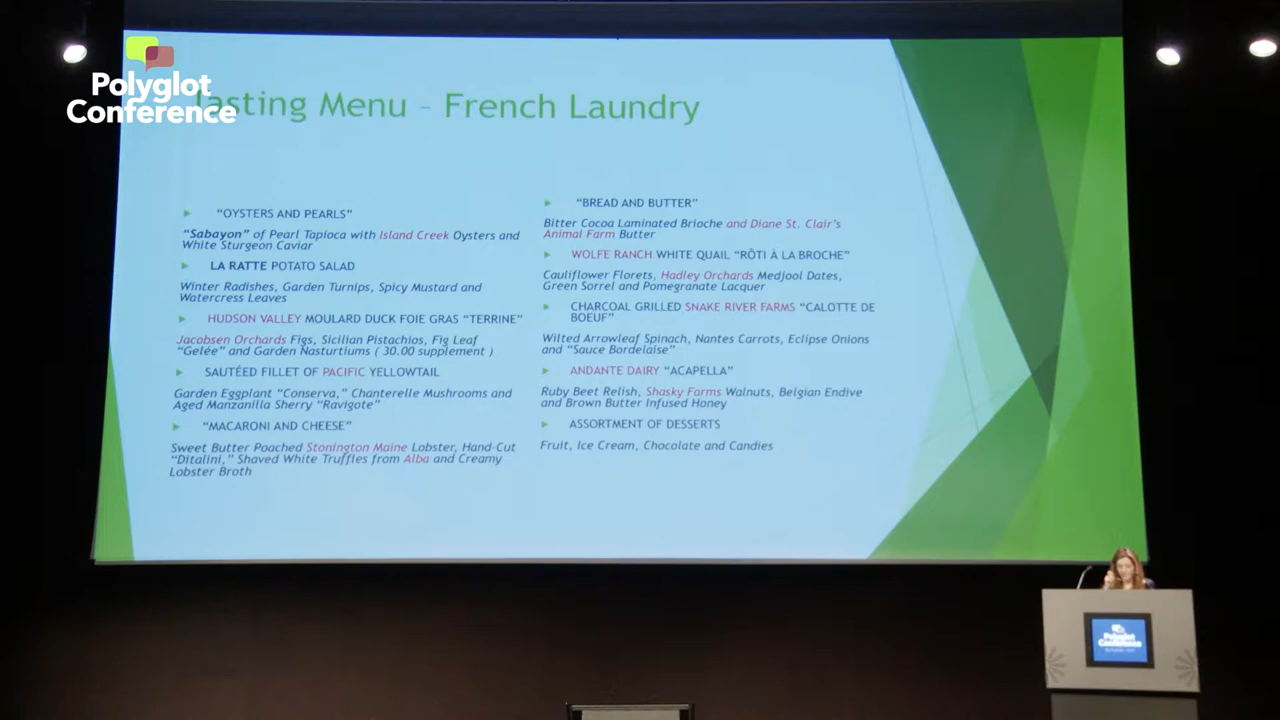 Polyglot
Conference
Tasting Menu – French Laundry
“OYSTERS AND PEARLS”
“Sabayon” of Pearl Tapioca with Island Creek Oysters and
White Sturgeon Caviar
LA RATTE POTATO SALAD
Winter Radishes, Garden Turnips, Spicy Mustard and
Watercress Leaves
HUDSON VALLEY MOULARD DUCK FOIE GRAS “TERRINE”
Jacobsen Orchards Figs, Sicilian Pistachios, Fig Leaf
“Gelée” and Garden Nasturtiums ( 30.00 supplement )
SAUTÉED FILLET OF PACIFIC YELLOWTAIL
Garden Eggplant “Conserva,” Chanterelle Mushrooms and
Aged Manzanilla Sherry “Ravigote”
“MACARONI AND CHEESE”
Sweet Butter Poached Stonington Maine Lobster, Hand-Cut
“Ditalini,” Shaved White Truffles from Alba and Creamy
Lobster Broth
“BREAD AND BUTTER”
Bitter Cocoa Laminated Brioche and Diane St. Clair’s
Animal Farm Butter
WOLFE RANCH WHITE QUAIL “RÔTI À LA BROCHE”
Cauliflower Florets, Hadley Orchards Medjool Dates,
Green Sorrel and Pomegranate Lacquer
CHARCOAL GRILLED SNAKE RIVER FARMS “CALOTTE DE
BOEUF”
Wilted Arrowleaf Spinach, Nantes Carrots, Eclipse Onions
and “Sauce Bordelaise”
ANDANTE DAIRY “ACAPELLA”
Ruby Beet Relish, Shasky Farms Walnuts, Belgian Endive
and Brown Butter Infused Honey
ASSORTMENT OF DESSERTS
Fruit, Ice Cream, Chocolate and Candies
Polyglot
Conference